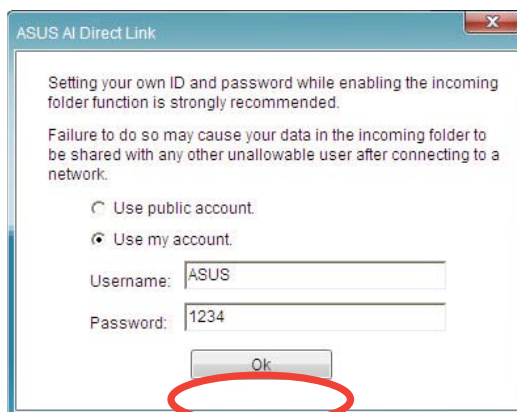 ASUS AI Direct Link
Setting your own ID and password while enabling the incoming
folder function is strongly recommended.
Failure to do so may cause your data in the incoming folder to
be shared with any other unallowable user after connecting to a
network.
Use public account.
Use my account.
Username: ASUS
Password: 1234
Ok